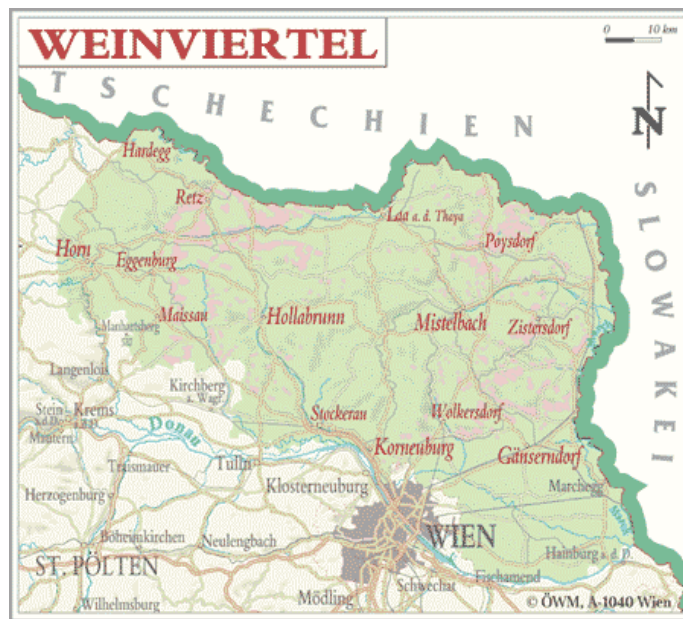 WEINVIERTEL
0 10 km
TSCHECHIEN
N
SLOWAKEI
Hardegg
Retz
Laa a. d. Thaya
Poysdorf
Horn
Eggenburg
Maissau
Hollabrunn
Mistelbach
Zistersdorf
Manhartsberg
Langenlois
Kirchberg
a. Wagr.
Stein - Krems
a.d.D. a.d.D.
Mautern
Donau
Stockerau
Wolkersdorf
Korneuburg
Gänserndorf
Traismauer
Tulln
Klosterneuburg
Marchegg
March
Herzogenburg
Böheimkirchen
Neulengbach
WIEN
Hainburg a. d. D.
ST. PÖLTEN
Schwechat
Fischamend
Wilhelmsburg
Mödling
© ÖWM, A-1040 Wien